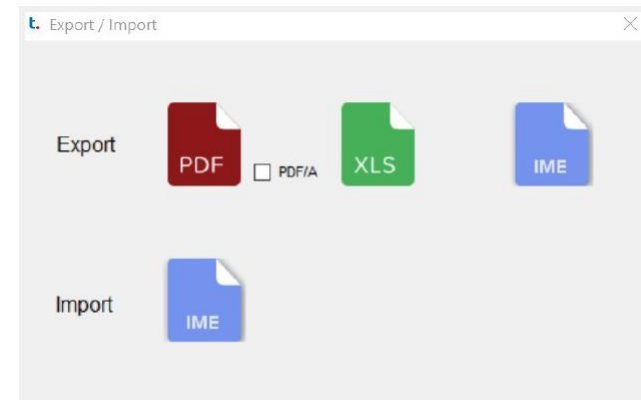 t. Export / Import
Export
PDF
PDF/A
XLS
IME
Import
IME